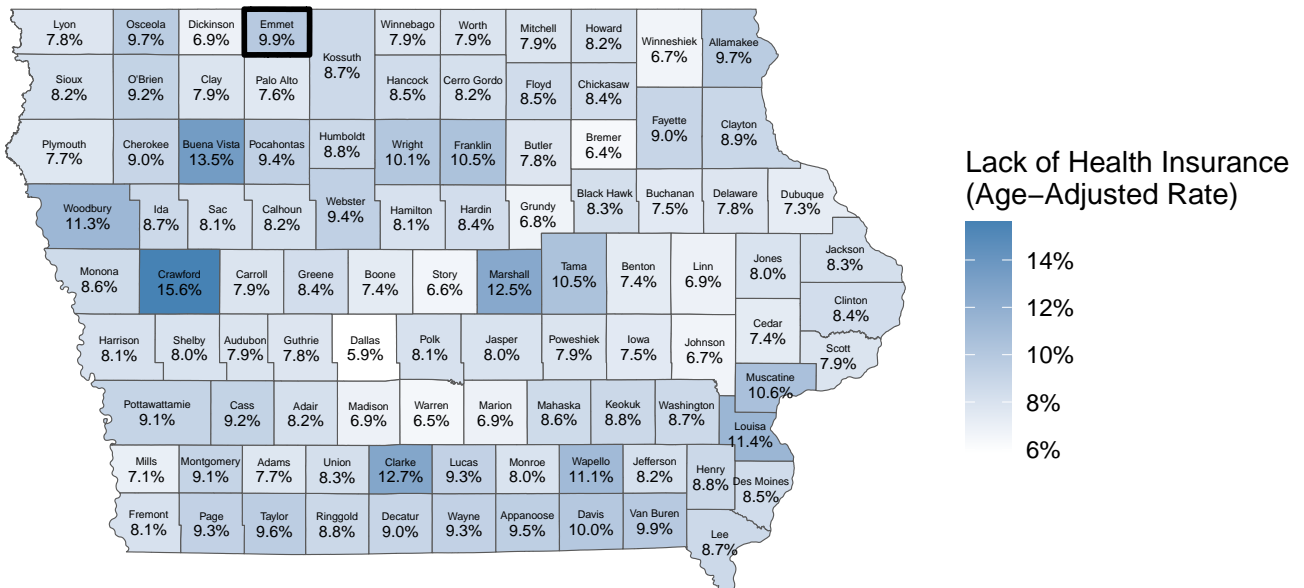 Lyon
7.8%
Osceola
9.7%
Dickinson
6.9%
Emmet
9.9%
Kossuth
8.7%
Winnebago
7.9%
Worth
7.9%
Mitchell
7.9%
Howard
8.2%
Winneshiek
6.7%
Allamakee
9.7%
Sioux
8.2%
O'Brien
9.2%
Clay
7.9%
Palo Alto
7.6%
Hancock
8.5%
Cerro Gordo
8.2%
Floyd
8.5%
Chickasaw
8.4%
Fayette
9.0%
Clayton
8.9%
Plymouth
7.7%
Cherokee
9.0%
Buena Vista
13.5%
Pocahontas
9.4%
Humboldt
8.8%
Wright
10.1%
Franklin
10.5%
Butler
7.8%
Bremer
6.4%
Woodbury
11.3%
Ida
8.7%
Sac
8.1%
Calhoun
8.2%
Webster
9.4%
Hamilton
8.1%
Hardin
8.4%
Grundy
6.8%
Black Hawk
8.3%
Buchanan
7.5%
Delaware
7.8%
Dubuque
7.3%
Monona
8.6%
Crawford
15.6%
Carroll
7.9%
Greene
8.4%
Boone
7.4%
Story
6.6%
Marshall
12.5%
Tama
10.5%
Benton
7.4%
Linn
6.9%
Jones
8.0%
Jackson
8.3%
Clinton
8.4%
Harrison
8.1%
Shelby
8.0%
Audubon
7.9%
Guthrie
7.8%
Dallas
5.9%
Polk
8.1%
Jasper
8.0%
Poweshiek
7.9%
Iowa
7.5%
Johnson
6.7%
Cedar
7.4%
Scott
7.9%
Muscatine
10.6%
Pottawattamie
9.1%
Cass
9.2%
Adair
8.2%
Madison
6.9%
Warren
6.5%
Marion
6.9%
Mahaska
8.6%
Keokuk
8.8%
Washington
8.7%
Louisa
11.4%
Mills
7.1%
Montgomery
9.1%
Adams
7.7%
Union
8.3%
Clarke
12.7%
Lucas
9.3%
Monroe
8.0%
Wapello
11.1%
Jefferson
8.2%
Henry
8.8%
Des Moines
8.5%
Fremont
8.1%
Page
9.3%
Taylor
9.6%
Ringgold
8.8%
Decatur
9.0%
Wayne
9.3%
Appanoose
9.5%
Davis
10.0%
Van Buren
9.9%
Lee
8.7%
Lack of Health Insurance
(Age−Adjusted Rate)
14%
12%
10%
8%
6%